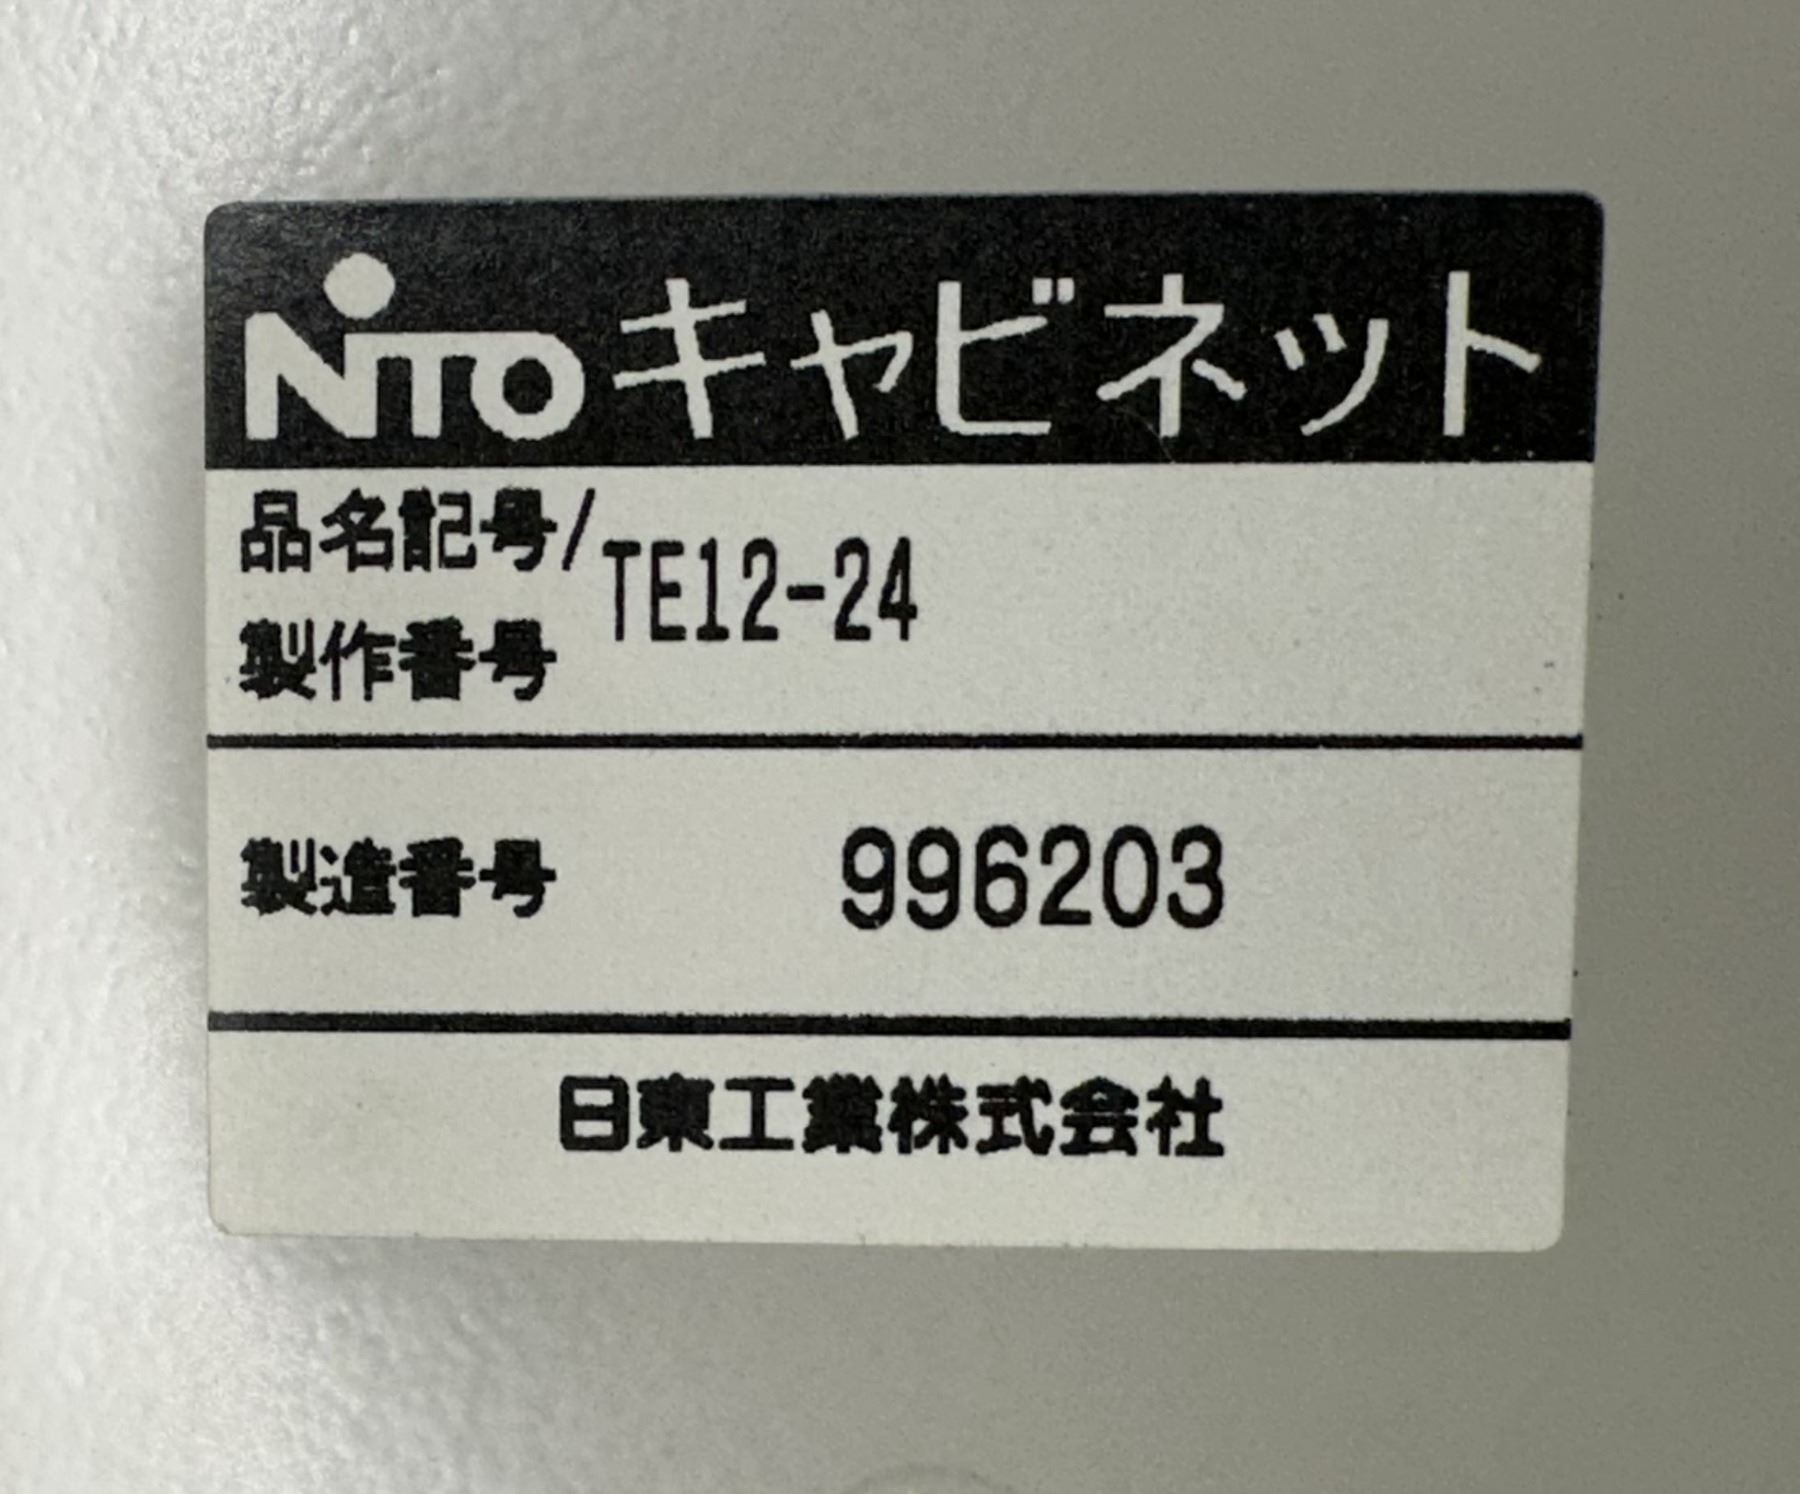 NITO キャビネット
品名記号/
製作番号 TE12-24
製造番号 996203
日東工業株式会社